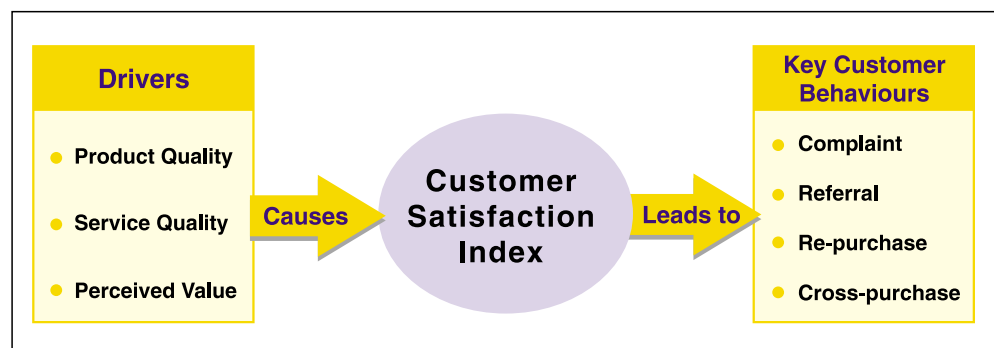 Drivers
Product Quality
Service Quality
Perceived Value
Causes
Customer
Satisfaction
Index
Leads to
Key Customer
Behaviours
Complaint
Referral
Re-purchase
Cross-purchase